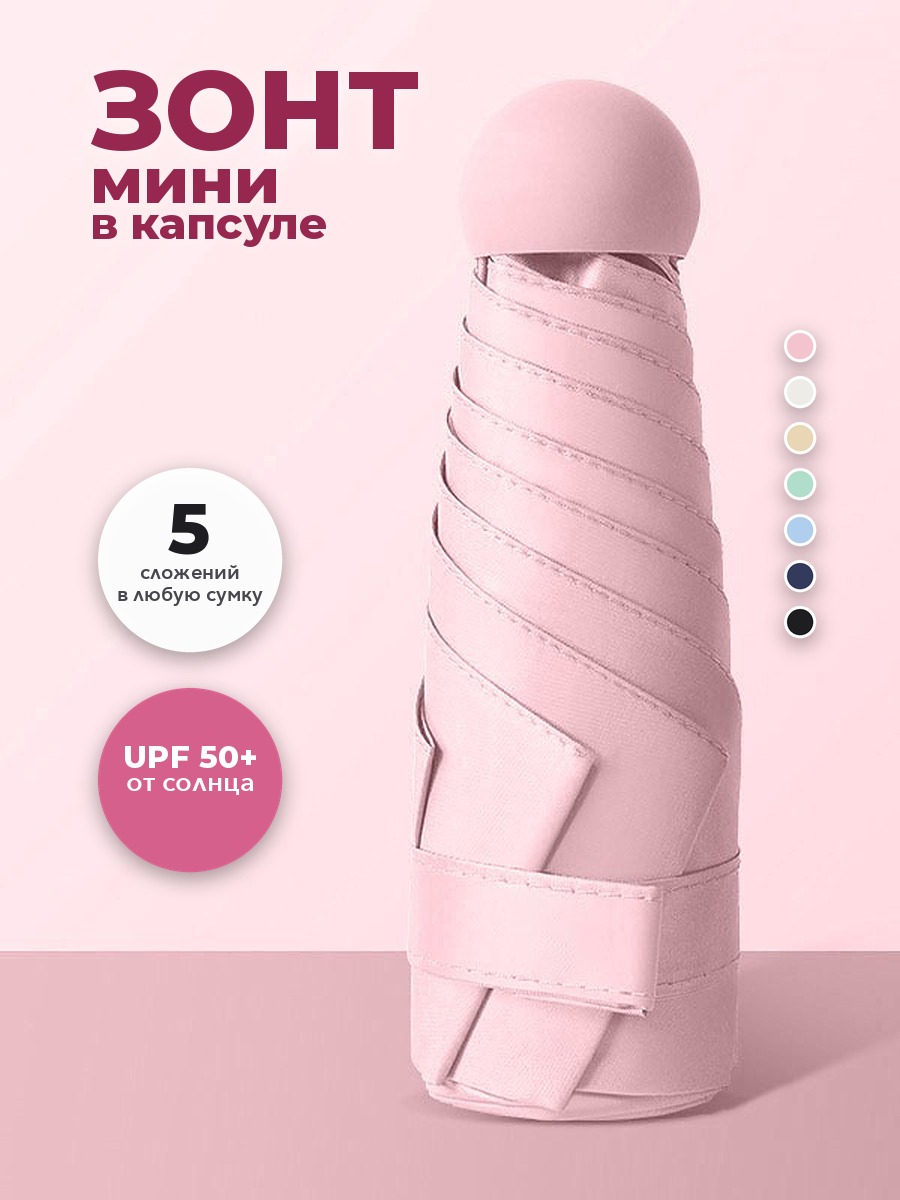 ЗОНТ
мини
в капсуле
5
сложений
в любую сумку
UPF 50+
от солнца